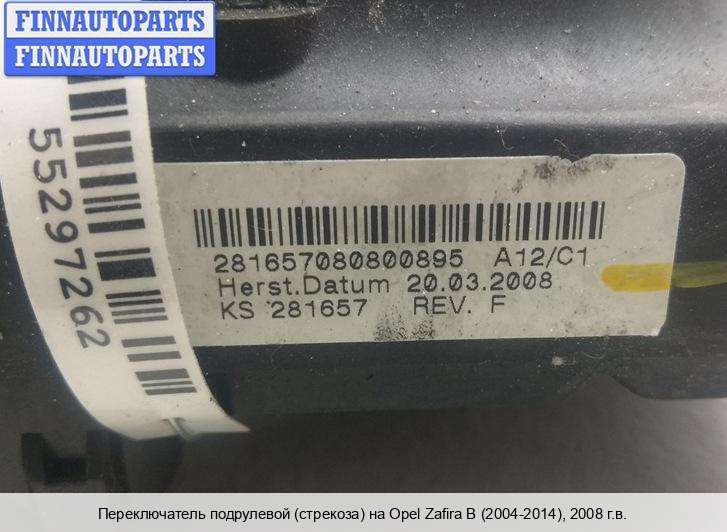 FINNAUTOPARTS
FINNAUTOPARTS
55297262
281657080800895 A12/C1
Herst.Datum 20.03.2008
KS 281657 REV. F
Переключатель подрулевой (стрекоза) на Opel Zafira B (2004-2014), 2008 г.в.